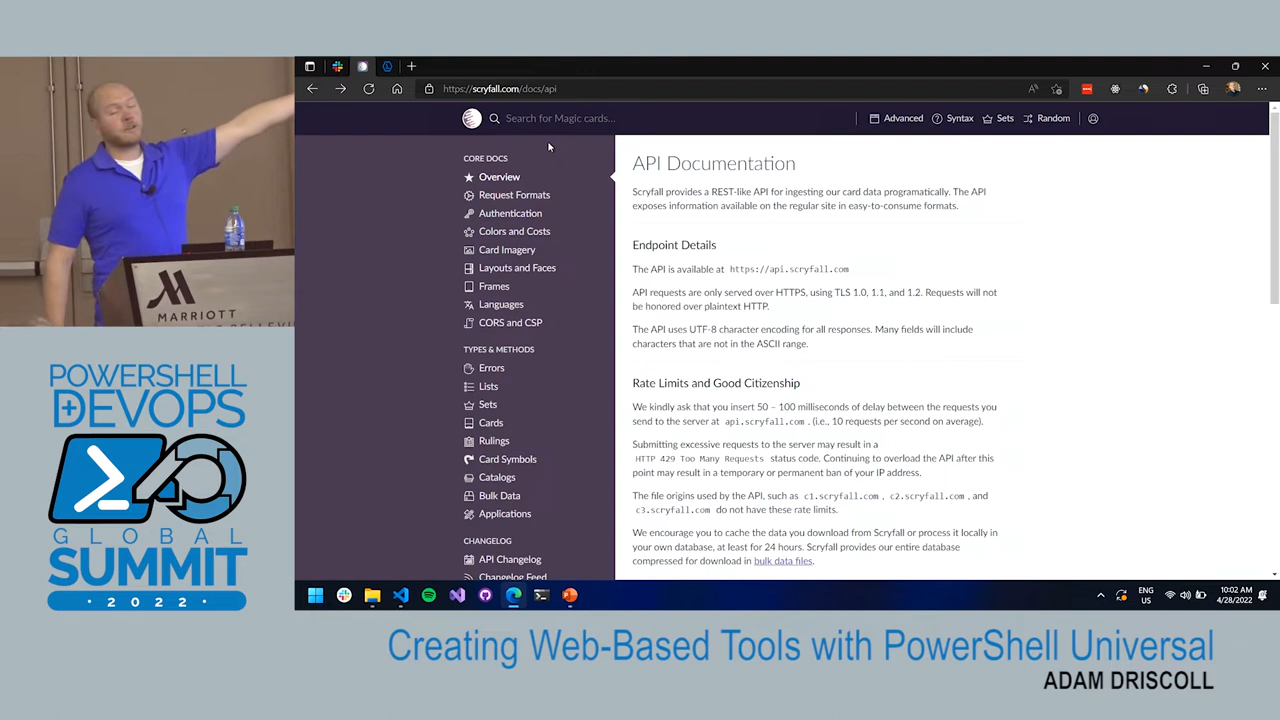 https://scryfall.com/docs/api
Search for Magic cards...
Advanced
Syntax
Sets
Random
CORE DOCS
Overview
Request Formats
Authentication
Colors and Costs
Card Imagery
Layouts and Faces
Frames
Languages
CORS and CSP
TYPES & METHODS
Errors
Lists
Sets
Cards
Rulings
Card Symbols
Catalogs
Bulk Data
Applications
CHANGELOG
API Changelog
Changelog Feed
API Documentation
Scryfall provides a REST-like API for ingesting our card data programatically. The API
exposes information available on the regular site in easy-to-consume formats.
Endpoint Details
The API is available at https://api.scryfall.com
API requests are only served over HTTPS, using TLS 1.0, 1.1, and 1.2. Requests will not
be honored over plaintext HTTP.
The API uses UTF-8 character encoding for all responses. Many fields will include
characters that are not in the ASCII range.
Rate Limits and Good Citizenship
We kindly ask that you insert 50 – 100 milliseconds of delay between the requests you
send to the server at api.scryfall.com. (i.e., 10 requests per second on average).
Submitting excessive requests to the server may result in a
HTTP 429 Too Many Requests status code. Continuing to overload the API after this
point may result in a temporary or permanent ban of your IP address.
The file origins used by the API, such as c1.scryfall.com, c2.scryfall.com, and
c3.scryfall.com do not have these rate limits.
We encourage you to cache the data you download from Scryfall or process it locally in
your own database, at least for 24 hours. Scryfall provides our entire database
compressed for download in bulk data files.
ENG
US
10:02 AM
4/28/2022
MARRIOTT
POWERSHELL
+DEVOPS
GLOBAL
SUMMIT
· 2022 ·
Creating Web-Based Tools with PowerShell Universal
ADAM DRISCOLL